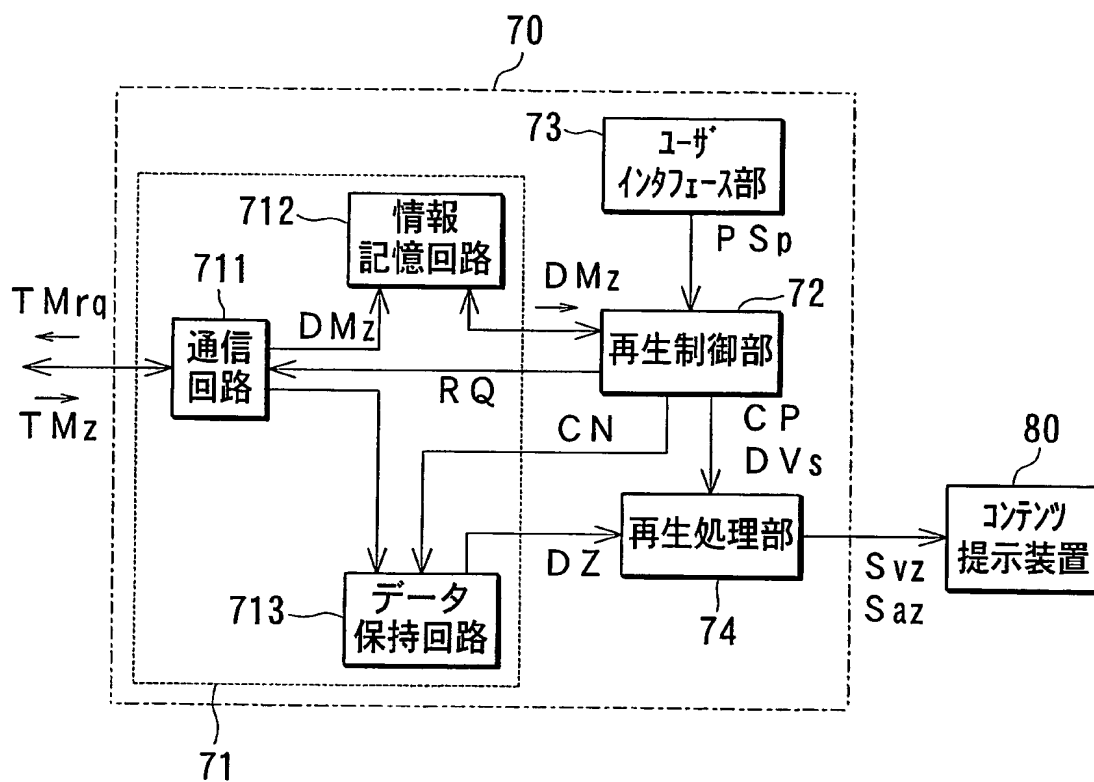 70
73
ユーザ
インタフェース部
712
情報
記憶回路
PSp
711
TMrq
DMz
DMz
72
通信
回路
再生制御部
TMz
RQ
CN
CP
DVs
80
コンテンツ
提示装置
再生処理部
DZ
Svz
Saz
713
データ
保持回路
74
71